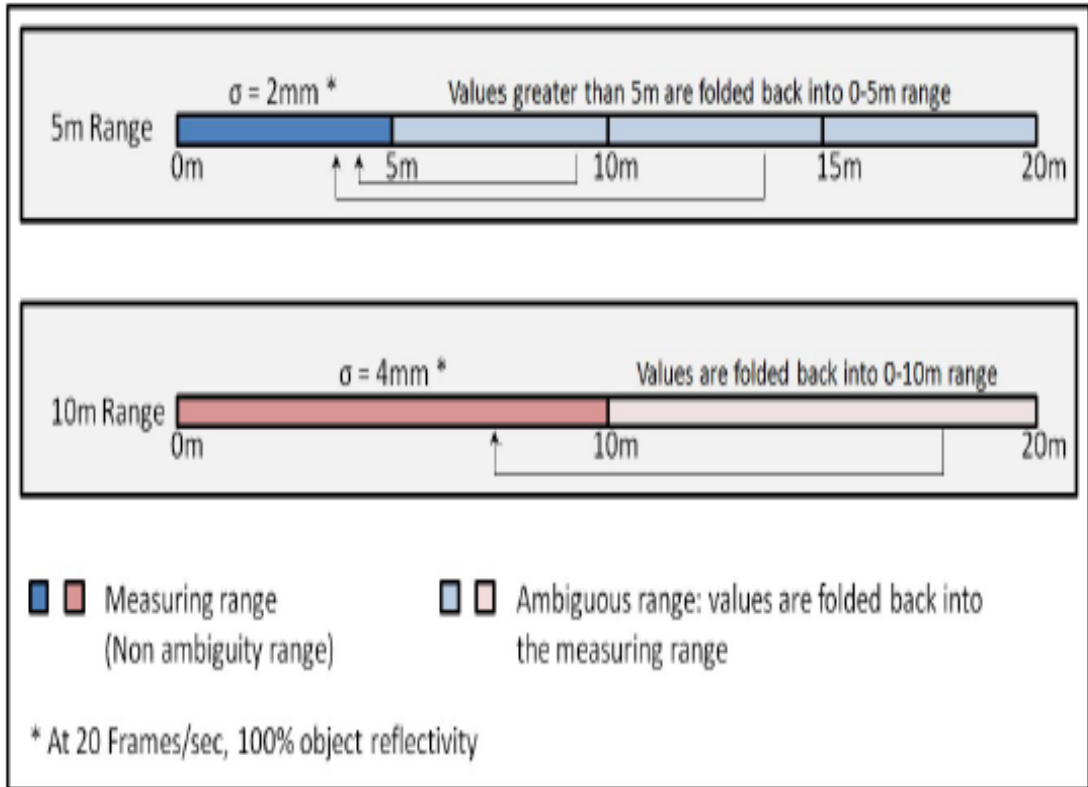 σ = 2mm * Values greater than 5m are folded back into 0-5m range
5m Range
0m 5m 10m 15m 20m
σ = 4mm * Values are folded back into 0-10m range
10m Range
0m 10m 20m
Measuring range
(Non ambiguity range)
Ambiguous range: values are folded back into
the measuring range
* At 20 Frames/sec, 100% object reflectivity